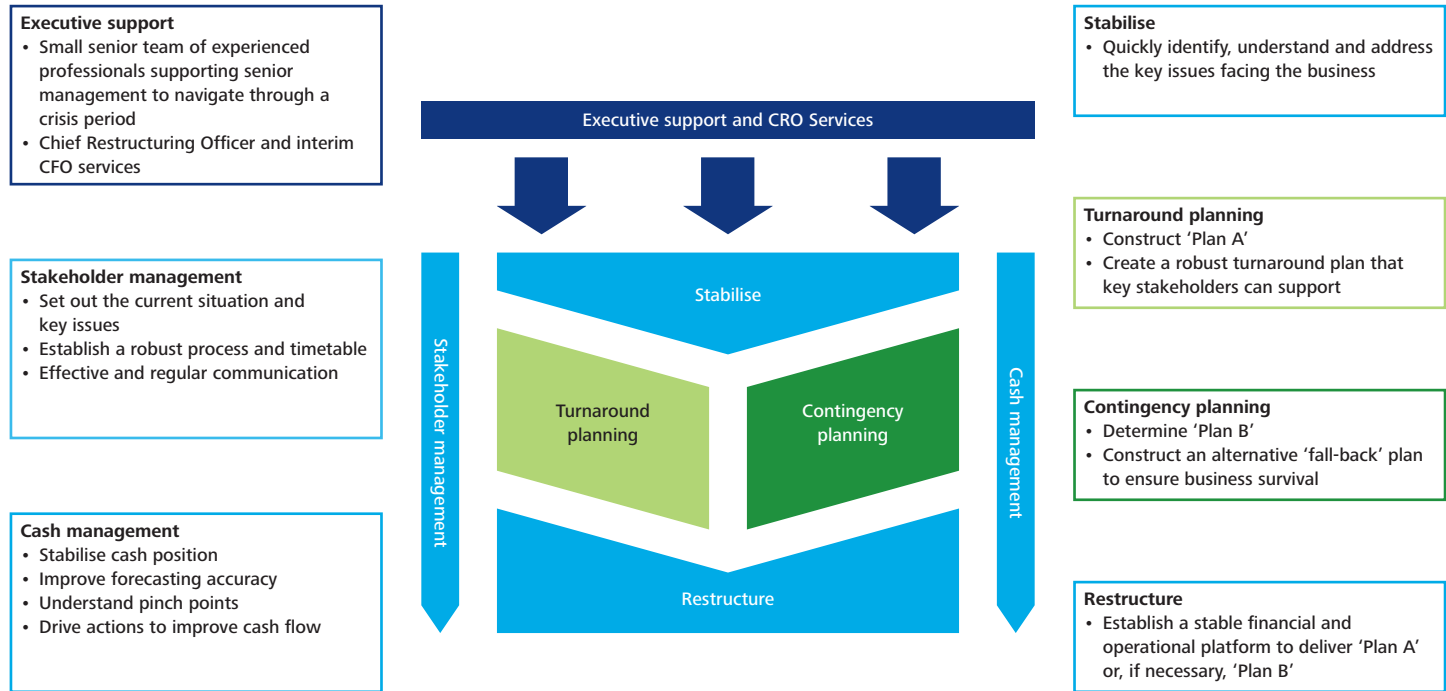 Executive support
• Small senior team of experienced
professionals supporting senior
management to navigate through a
crisis period
• Chief Restructuring Officer and interim
CFO services
Stakeholder management
• Set out the current situation and
key issues
• Establish a robust process and timetable
• Effective and regular communication
Cash management
• Stabilise cash position
• Improve forecasting accuracy
• Understand pinch points
• Drive actions to improve cash flow
Executive support and CRO Services
Stakeholder management
Stabilise
Turnaround
planning
Contingency
planning
Restructure
Cash management
Stabilise
• Quickly identify, understand and address
the key issues facing the business
Turnaround planning
• Construct ‘Plan A’
• Create a robust turnaround plan that
key stakeholders can support
Contingency planning
• Determine ‘Plan B’
• Construct an alternative ‘fall-back’ plan
to ensure business survival
Restructure
• Establish a stable financial and
operational platform to deliver ‘Plan A’
or, if necessary, ‘Plan B’